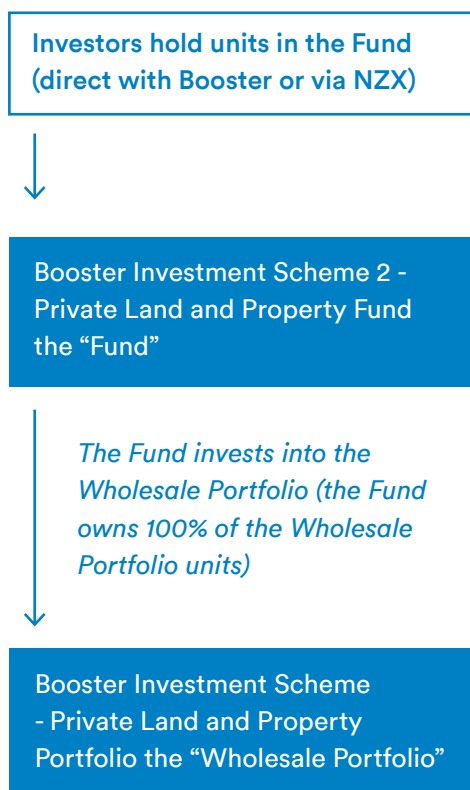 Investors hold units in the Fund
(direct with Booster or via NZX)
Booster Investment Scheme 2 -
Private Land and Property Fund
the “Fund”
The Fund invests into the
Wholesale Portfolio (the Fund
owns 100% of the Wholesale
Portfolio units)
Booster Investment Scheme
- Private Land and Property
Portfolio the “Wholesale Portfolio”